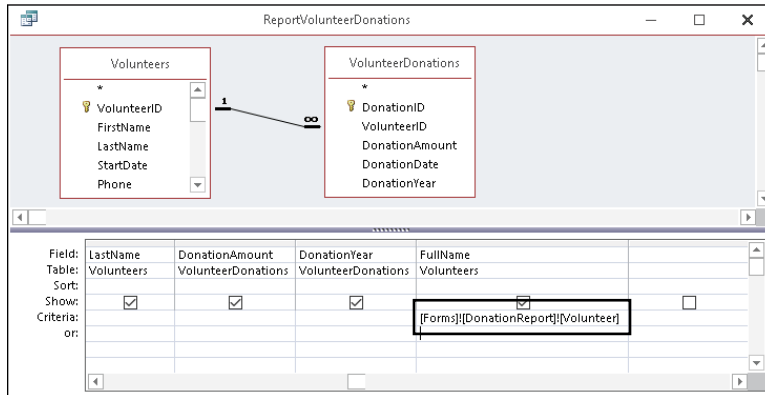 ReportVolunteerDonations
Volunteers
*
VolunteerID
FirstName
LastName
StartDate
Phone
1
∞
VolunteerDonations
*
DonationID
VolunteerID
DonationAmount
DonationDate
DonationYear
Field: LastName DonationAmount DonationYear FullName
Table: Volunteers VolunteerDonations VolunteerDonations Volunteers
Sort:
Show:
Criteria: [Forms]![DonationReport]![Volunteer]
or: